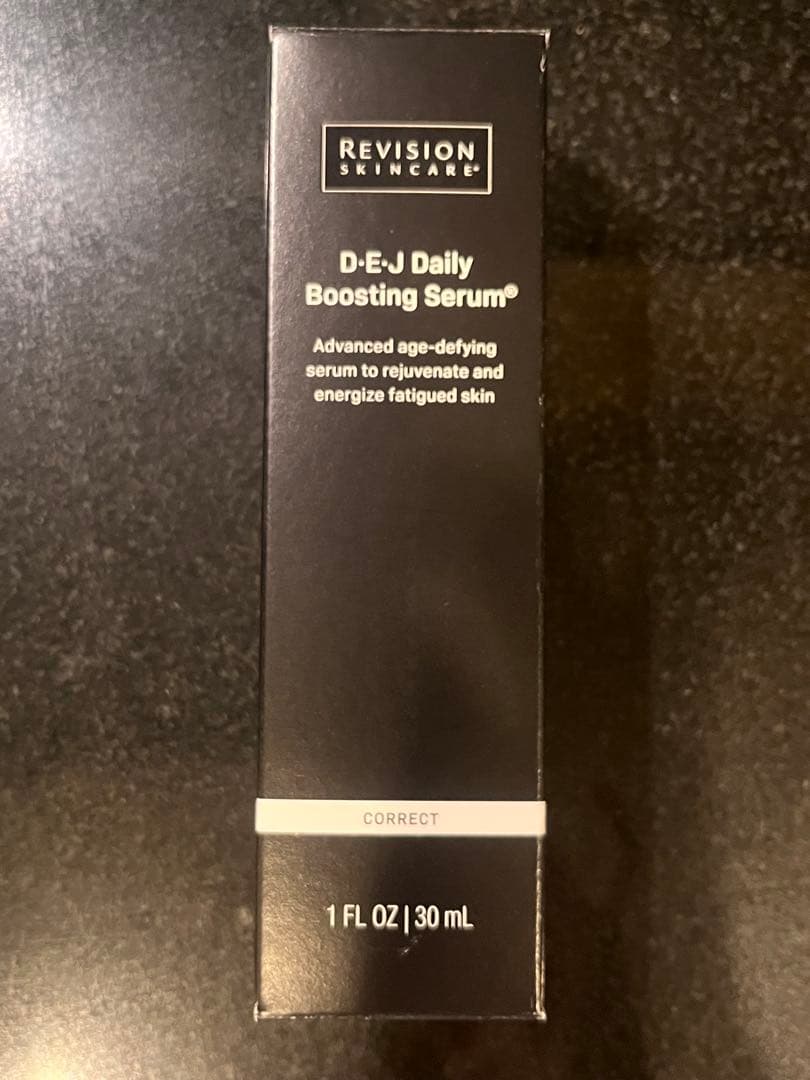 REVISION
SKINCARE®
D·E·J Daily
Boosting Serum®
Advanced age-defying
serum to rejuvenate and
energize fatigued skin
CORRECT
1 FL OZ | 30 mL